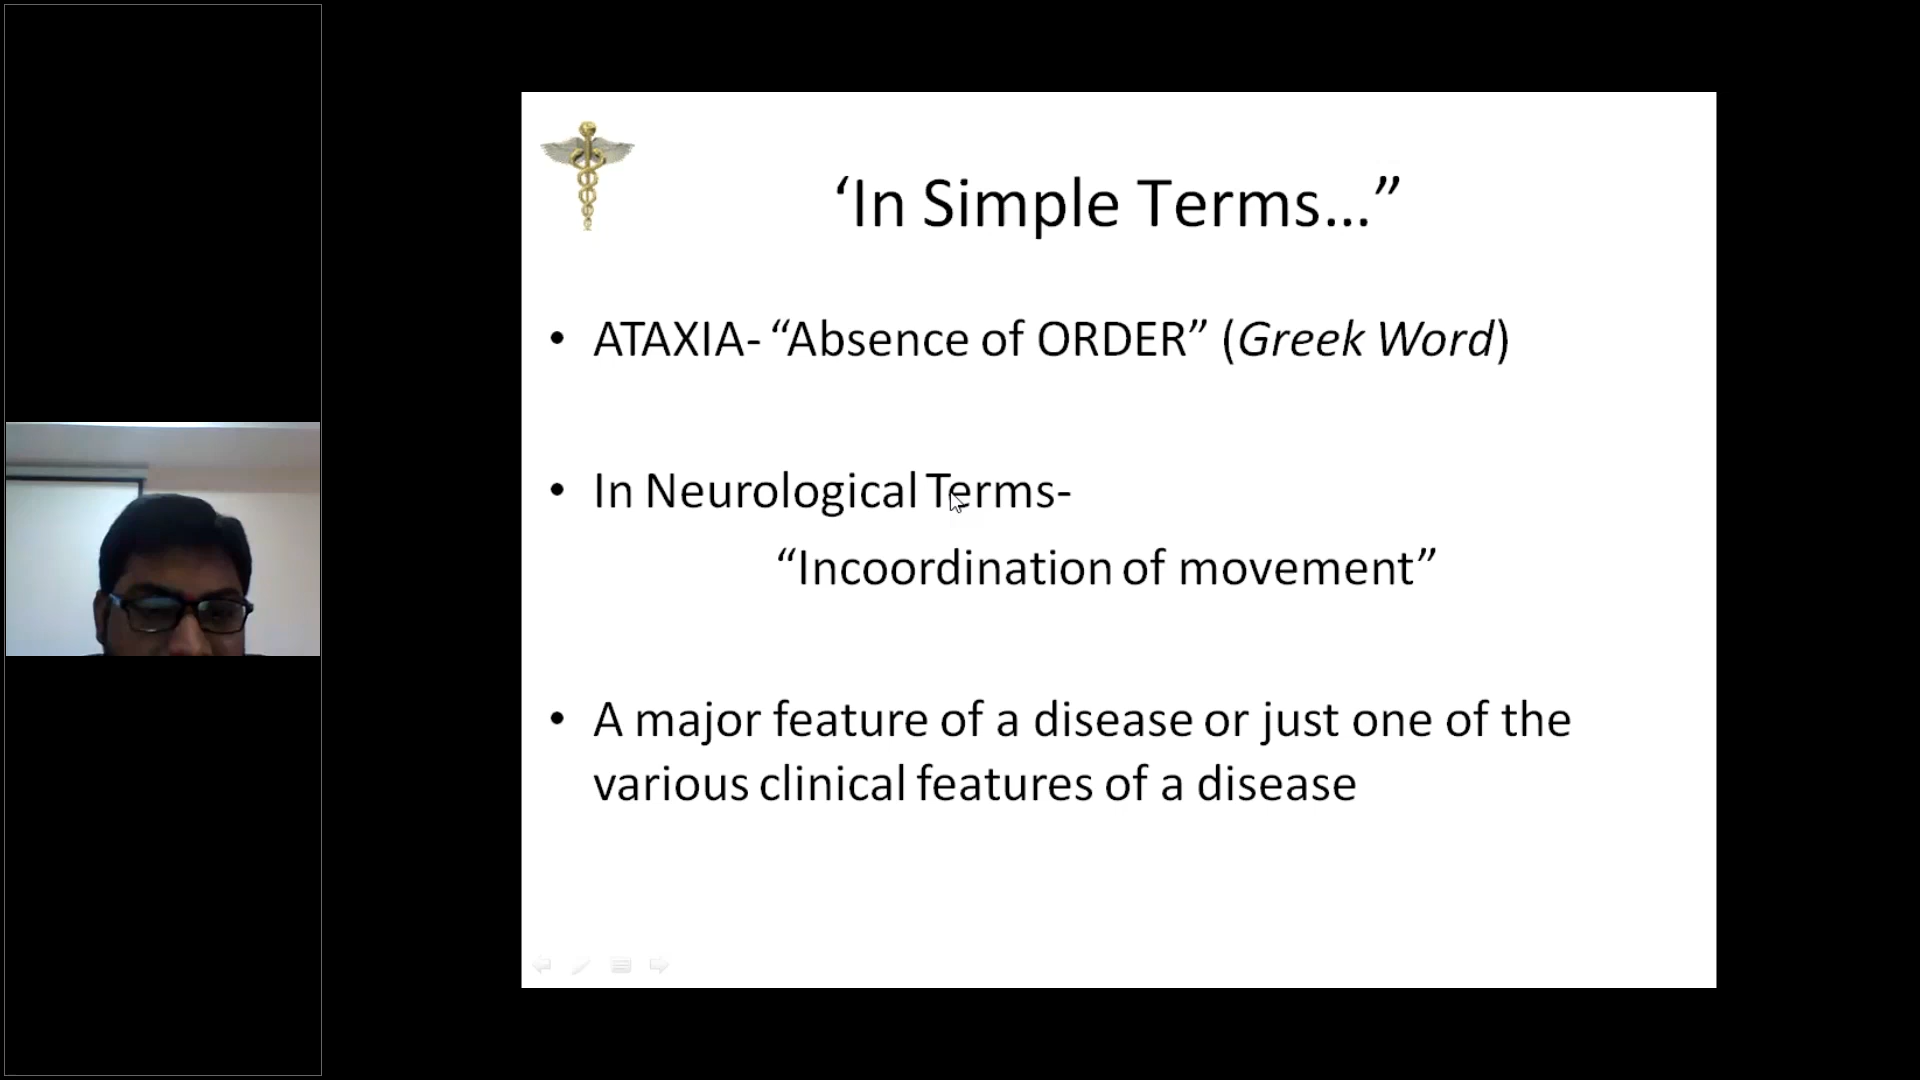 ‘In Simple Terms...”
• ATAXIA- “Absence of ORDER” (Greek Word)
• In Neurological Terms-
“Incoordination of movement”
• A major feature of a disease or just one of the
various clinical features of a disease